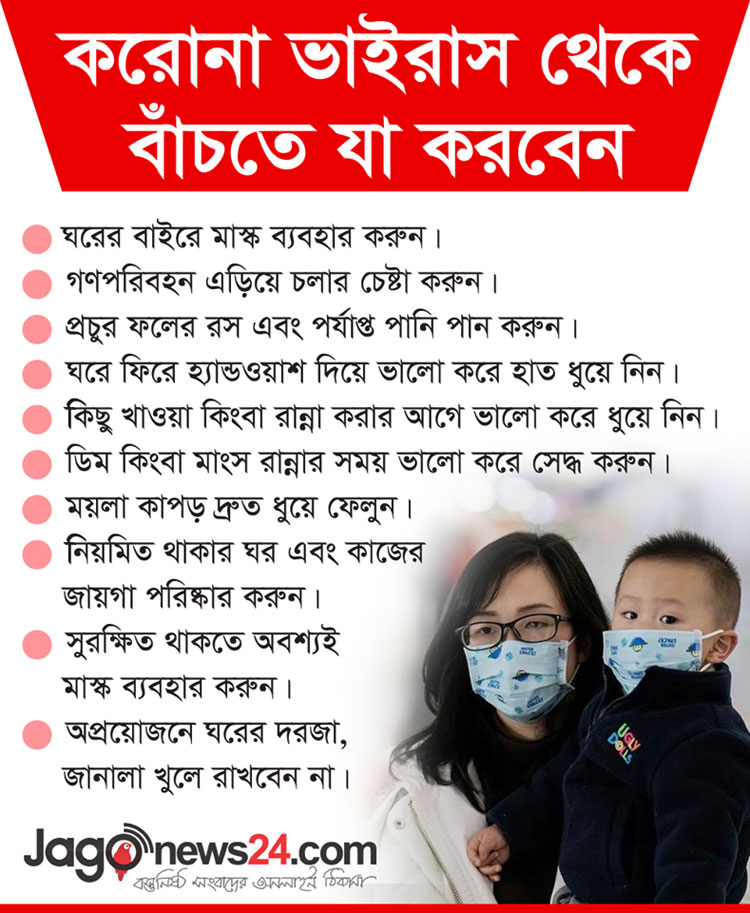 করোনা ভাইরাস থেকে
বাঁচতে যা করবেন
ঘরের বাইরে মাস্ক ব্যবহার করুন।
গণপরিবহন এড়িয়ে চলার চেষ্টা করুন।
প্রচুর ফলের রস এবং পর্যাপ্ত পানি পান করুন।
ঘরে ফিরে হ্যান্ডওয়াশ দিয়ে ভালো করে হাত ধুয়ে নিন।
কিছু খাওয়া কিংবা রান্না করার আগে ভালো করে ধুয়ে নিন।
ডিম কিংবা মাংস রান্নার সময় ভালো করে সেদ্ধ করুন।
ময়লা কাপড় দ্রুত ধুয়ে ফেলুন।
নিয়মিত থাকার ঘর এবং কাজের
জায়গা পরিষ্কার করুন।
সুরক্ষিত থাকতে অবশ্যই
মাস্ক ব্যবহার করুন।
অপ্রয়োজনে ঘরের দরজা,
জানালা খুলে রাখবেন না।
UGLY
DOLLS
Jagonews24.com
বস্তুনিষ্ঠ সংবাদের অনলাইন ঠিকানা